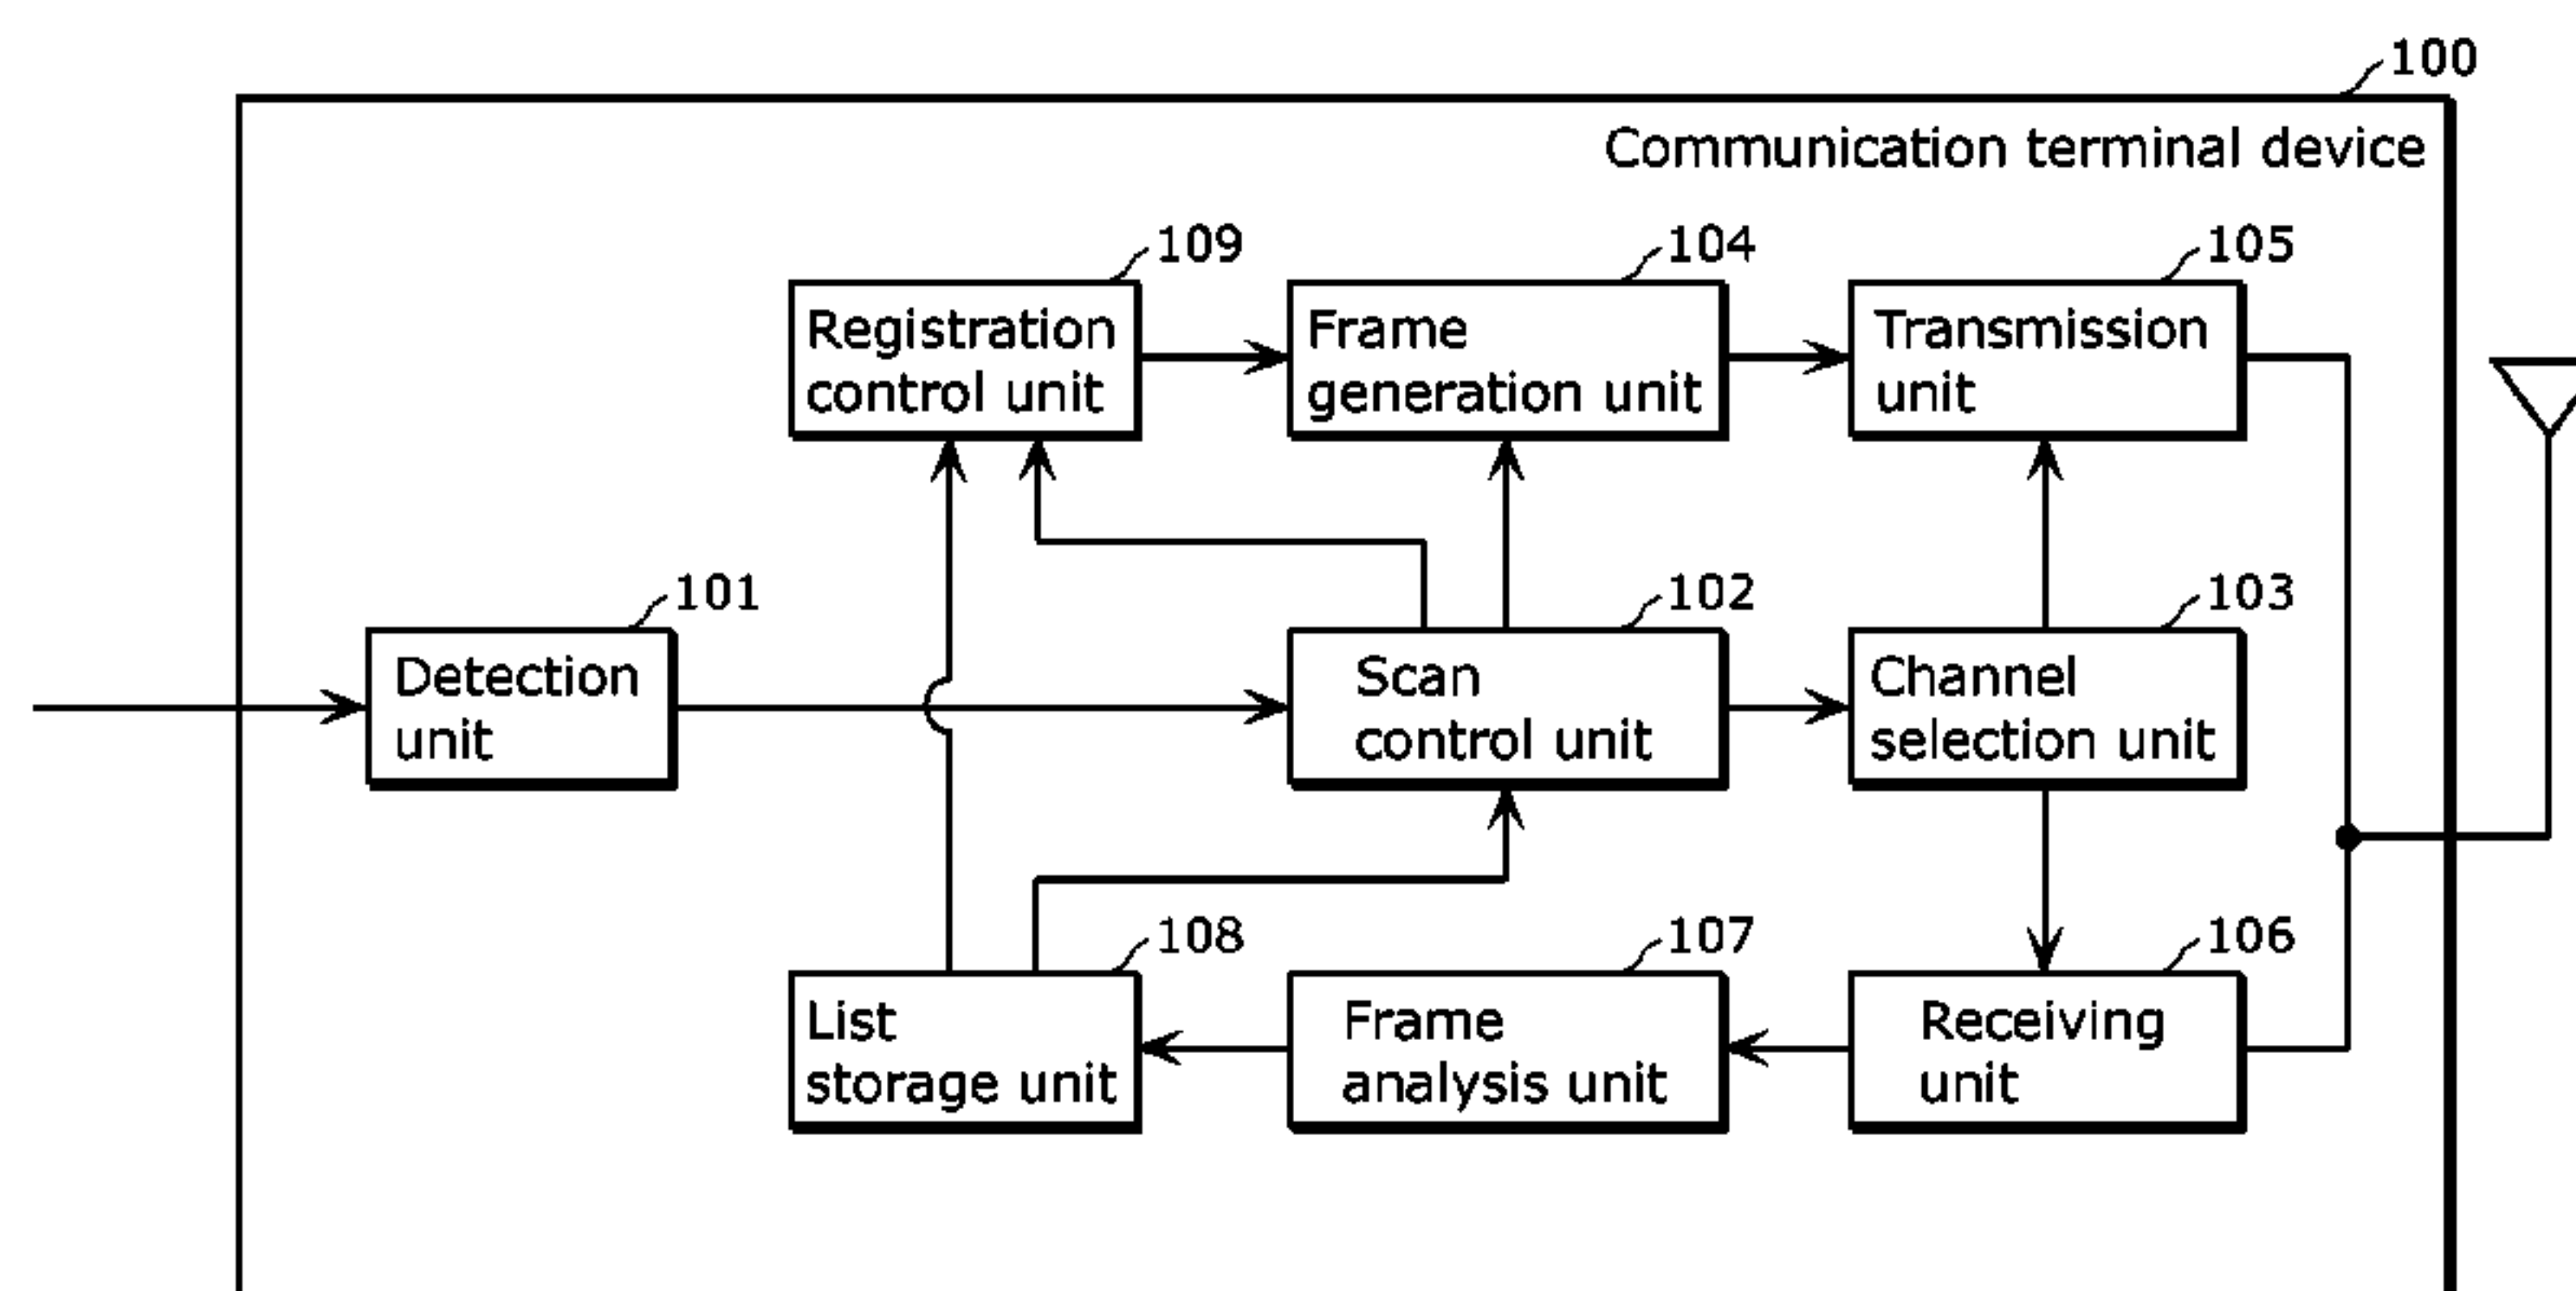 100
Communication terminal device
109
104
105
Registration
control unit
Frame
generation unit
Transmission
unit
101
102
103
Detection
unit
Scan
control unit
Channel
selection unit
108
107
106
List
storage unit
Frame
analysis unit
Receiving
unit